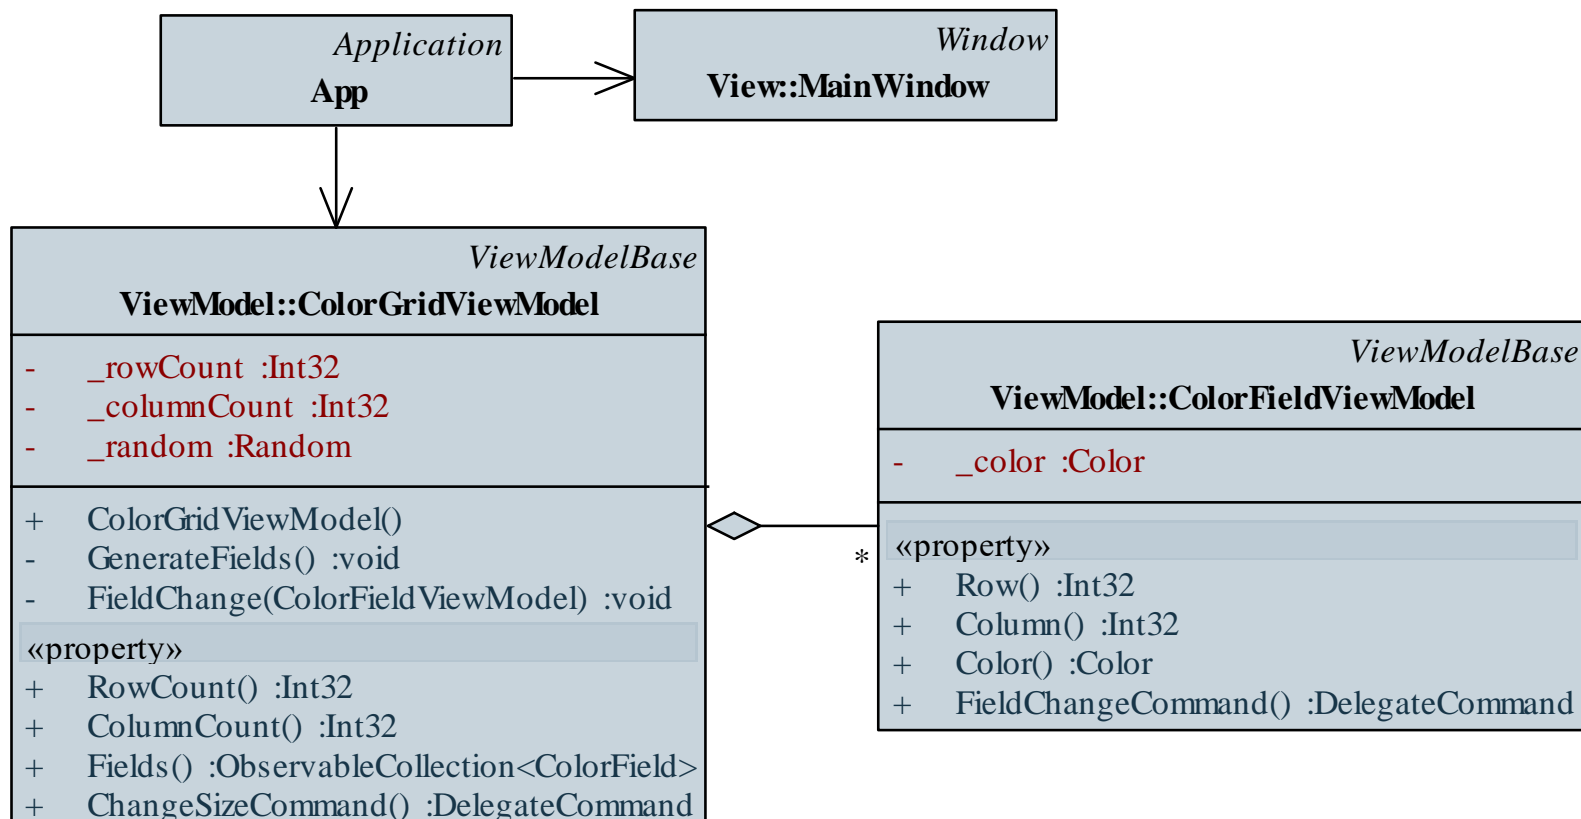 Application
App
Window
View::MainWindow
ViewModelBase
ViewModel::ColorGridViewModel
- _rowCount :Int32
- _columnCount :Int32
- _random :Random
+ ColorGridViewModel()
- GenerateFields() :void
- FieldChange(ColorFieldViewModel) :void
«property»
+ RowCount() :Int32
+ ColumnCount() :Int32
+ Fields() :ObservableCollection<ColorField>
+ ChangeSizeCommand() :DelegateCommand
*
ViewModelBase
ViewModel::ColorFieldViewModel
- _color :Color
«property»
+ Row() :Int32
+ Column() :Int32
+ Color() :Color
+ FieldChangeCommand() :DelegateCommand